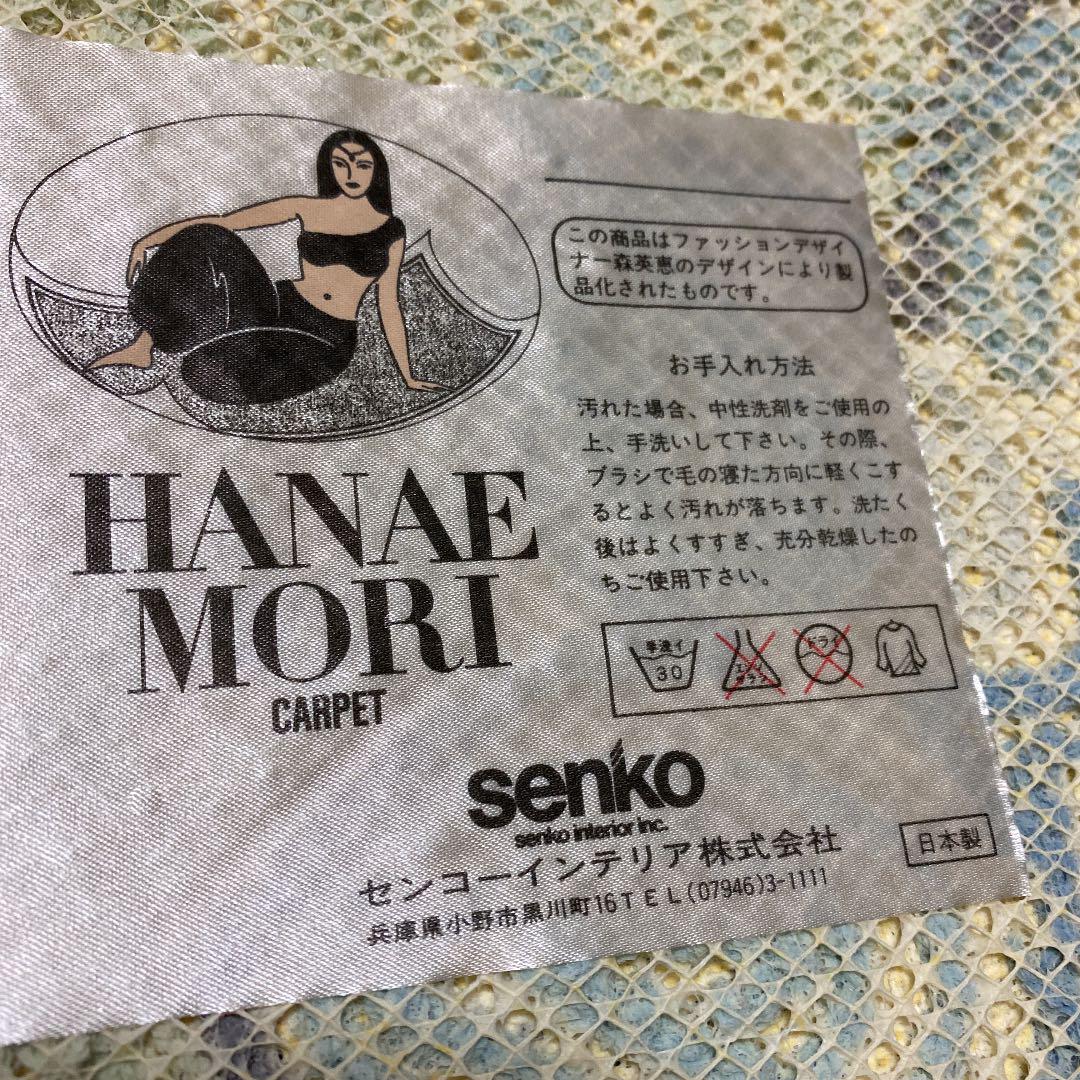 HANAE
MORI
CARPET
この商品はファッションデザイ
ナー森英恵のデザインにより製
品化されたものです。
お手入れ方法
汚れた場合、中性洗剤をご使用の
上、手洗いして下さい。その際、
ブラシで毛の寝た方向に軽くこす
るとよく汚れが落ちます。洗たく
後はよくすすぎ、充分乾燥したの
ちご使用下さい。
手洗イ
30
エンソ
サラシ
ドライ
senko
senko interior inc.
センコーインテリア株式会社
日本製
兵庫県小野市黒川町16TEL(07946)3-1111